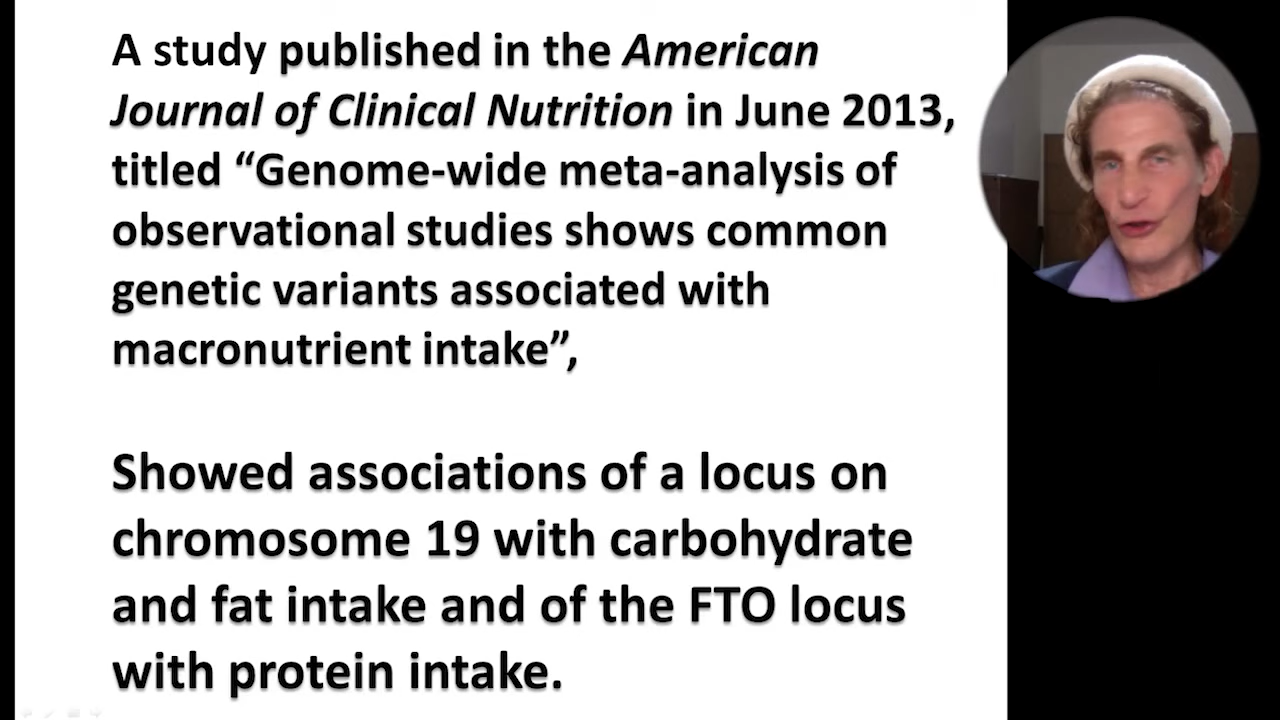 A study published in the American
Journal of Clinical Nutrition in June 2013,
titled “Genome-wide meta-analysis of
observational studies shows common
genetic variants associated with
macronutrient intake”,
Showed associations of a locus on
chromosome 19 with carbohydrate
and fat intake and of the FTO locus
with protein intake.